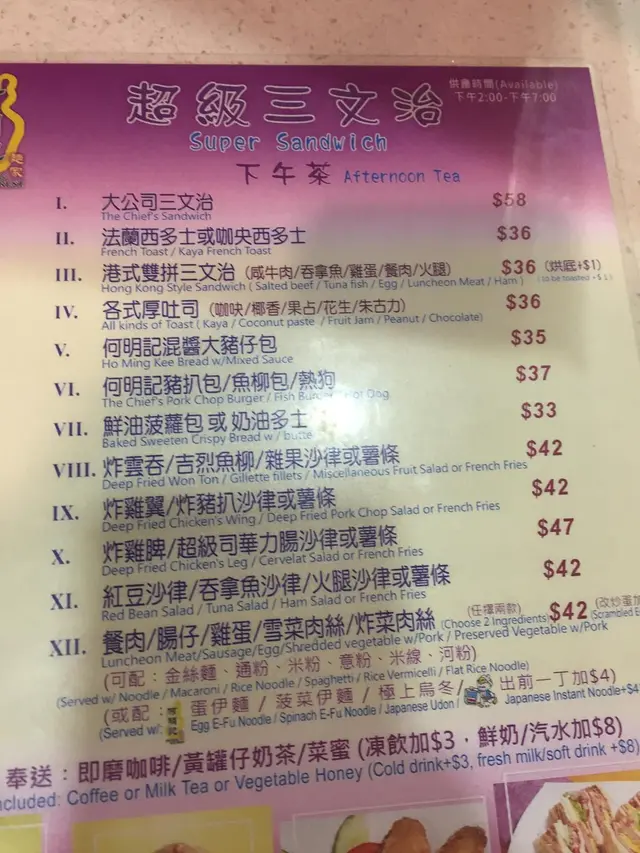 超級三文治
供應時間(Available)
下午2:00-下午7:00
Super Sandwich
下午茶 Afternoon Tea
I. 大公司三文治 $58
The Chief's Sandwich
II. 法蘭西多士或咖央西多士 $36
French Toast / Kaya French Toast
III. 港式雙拼三文治 (咸牛肉/吞拿魚/雞蛋/餐肉/火腿) $36 (烘底+$1)
Hong Kong Style Sandwich ( Salted beef / Tuna fish / Egg / Luncheon Meat / Ham ) ( to be toasted +$1 )
IV. 各式厚吐司 (咖吔/椰香/果占/花生/朱古力) $36
All kinds of Toast ( Kaya / Coconut paste / Fruit Jam / Peanut / Chocolate)
V. 何明記混醬大豬仔包 $35
Ho Ming Kee Bread w/Mixed Sauce
VI. 何明記豬扒包/魚柳包/熱狗 $37
The Chief's Pork Chop Burger / Fish Burger / Hot Dog
VII. 鮮油菠蘿包 或 奶油多士 $33
Baked Sweeten Crispy Bread w / butte
VIII. 炸雲吞/吉烈魚柳/雜果沙律或薯條 $42
Deep Fried Won Ton / Gillette fillets / Miscellaneous Fruit Salad or French Fries
IX. 炸雞翼/炸豬扒沙律或薯條 $42
Deep Fried Chicken's Wing / Deep Fried Pork Chop Salad or French Fries
X. 炸雞髀/超級司華力腸沙律或薯條 $47
Deep Fried Chicken's Leg / Cervelat Salad or French Fries
XI. 紅豆沙律/吞拿魚沙律/火腿沙律或薯條 $42
Red Bean Salad / Tuna Salad / Ham Salad or French Fries
XII. 餐肉/腸仔/雞蛋/雪菜肉絲/炸菜肉絲 (任擇兩款) (Choose 2 Ingredients) $42 (改炒蛋加
(Scrambled E
Luncheon Meat/Sausage/Egg/Shredded vegetable w/Pork / Preserved Vegetable w/Pork
(可配：金絲麵、通粉、米粉、意粉、米線、河粉)
(Served w/ Noodle / Macaroni / Rice Noodle / Spaghetti / Rice Vermicelli / Flat Rice Noodle)
(或配： 蛋伊麵 / 菠菜伊麵 / 極上烏冬/ 出前一丁加$4)
(Served w/: Egg E-Fu Noodle / Spinach E-Fu Noodle / Japanese Udon / Japanese Instant Noodle+$4
奉送：即磨咖啡/黃罐仔奶茶/菜蜜 (凍飲加$3，鮮奶/汽水加$8)
ncluded: Coffee or Milk Tea or Vegetable Honey (Cold drink+$3, fresh milk/soft drink +$8)